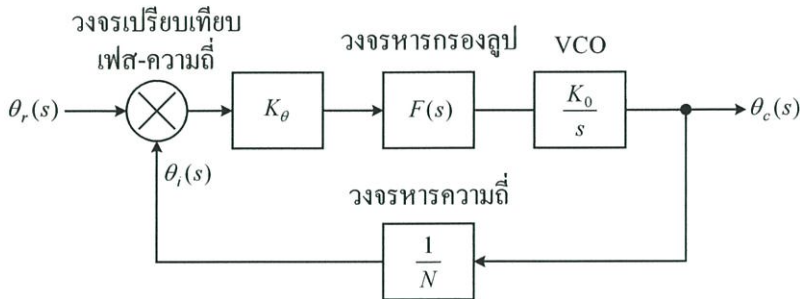 วงจรเปรียบเทียบ
เฟส-ความถี่
วงจรหารกรองลูป
VCO
θr(s)
Kθ
F(s)
K0
s
θc(s)
θi(s)
วงจรหารความถี่
1
N